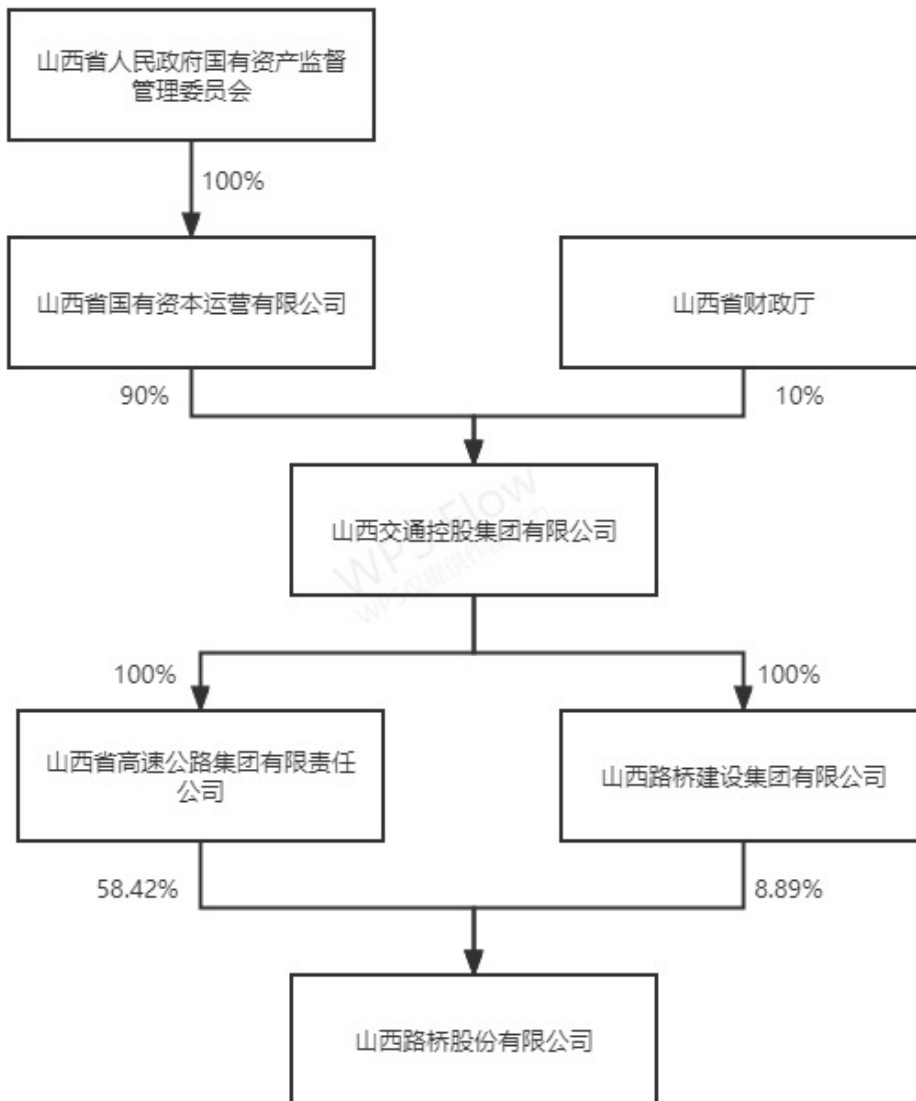 山西省人民政府国有资产监督
管理委员会
100%
山西省国有资本运营有限公司
山西省财政厅
90%
10%
山西交通控股集团有限公司
WPS Flow
100%
100%
山西省高速公路集团有限责任
公司
山西路桥建设集团有限公司
58.42%
8.89%
山西路桥股份有限公司